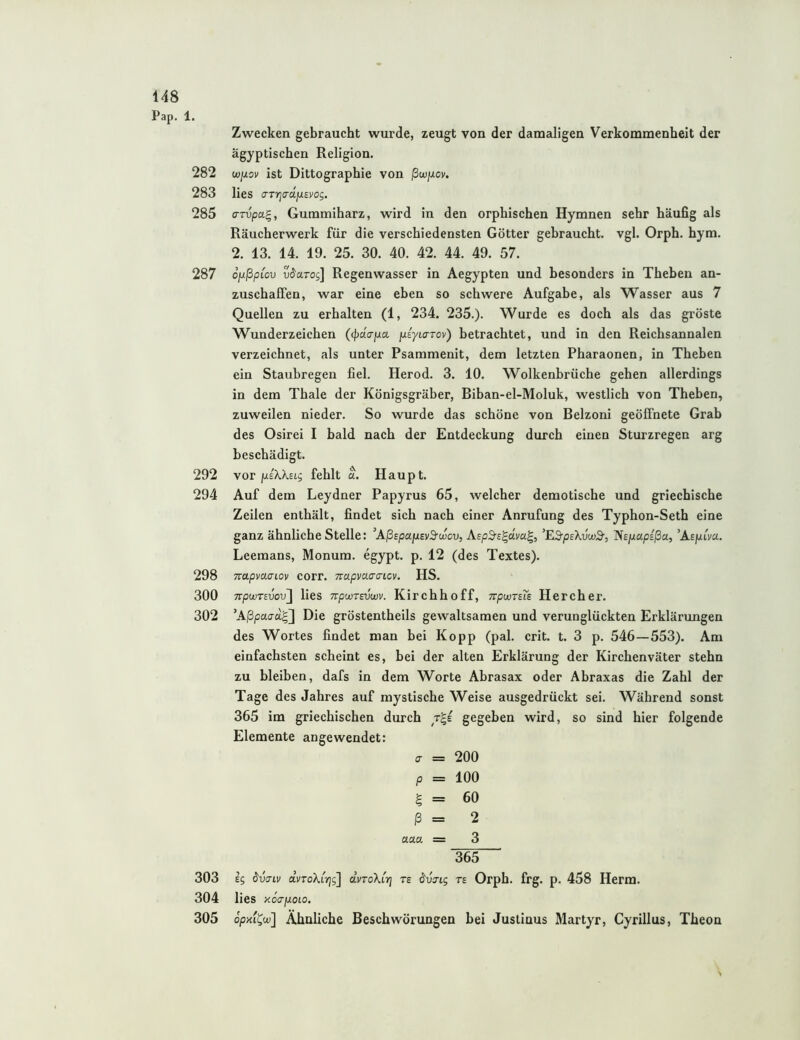 148
Pap. 1.
Zwecken gebraucht wurde, zeugt von der damaligen Verkommenheit der
ägyptischen Religion.
282 ωμον ist Dittographie von βωμον.
283 lies στησάμενος.
285 στύραξ, Gummiharz, wird in den orphischen Hymnen sehr häufig als
Räucherwerk für die verschiedensten Götter gebraucht. vgl. Orph. hym.
2. 13. 14. 19. 25. 30. 40. 42. 44. 49. 57.
287 ὀμβρίου ὕδατος] Regenwasser in Aegypten und besonders in Theben an-
zuschaffen, war eine eben so schwere Aufgabe, als Wasser aus 7
Quellen zu erhalten (1, 234. 235.). Wurde es doch als das gröste
Wunderzeichen (φάσμα μέγιστον) betrachtet, und in den Reichsannalen
verzeichnet, als unter Psammenit, dem letzten Pharaonen, in Theben
ein Staubregen fiel. Herod. 3. 10. Wolkenbrüche gehen allerdings
in dem Thale der Königsgräber, Biban-el-Moluk, westlich von Theben,
zuweilen nieder. So wurde das schöne von Belzoni geöffnete Grab
des Osirei I bald nach der Entdeckung durch einen Sturzregen arg
beschädigt.
292 vor μέλλεις fehlt ἃ. Haupt.
294 Auf dem Leydner Papyrus 65, welcher demotische und griechische
Zeilen enthält, findet sich nach einer Anrufung des Typhon-Seth eine
ganz ähnliche Stelle: Ἀβεραμενθώου, Λερθεξάναξ, Ἐθρελύωθ, Νεμαρέβα, Ἀεμίνα.
Leemans, Monum. égypt. p. 12 (des Textes).
298 παρνάσιον corr. παρνάσσιον. HS.
300 πρωτεύου] lies πρωτεύων. Kirchhoff, πρωτεῖε Hercher.
302 Ἀβρασάξ] Die gröstentheils gewaltsamen und verunglückten Erklärungen
des Wortes findet man bei Kopp (pal. crit. t. 3 p. 546—553). Am
einfachsten scheint es, bei der alten Erklärung der Kirchenväter stehn
zu bleiben, dafs in dem Worte Abrasax oder Abraxas die Zahl der
Tage des Jahres auf mystische Weise ausgedrückt sei. Während sonst
365 im griechischen durch ͵τξέ gegeben wird, so sind hier folgende
Elemente angewendet:
σ = 200
ρ = 100
ξ = 60
β = 2
ααα = 3
365
303 ἐς δύσιν ἀντολίης] ἀντολίη τε δύσις τε Orph. frg. p. 458 Herm.
304 lies κόσμοιο.
305 ὁρκίζω] Ähnliche Beschwörungen bei Justinus Martyr, Cyrillus, Theon